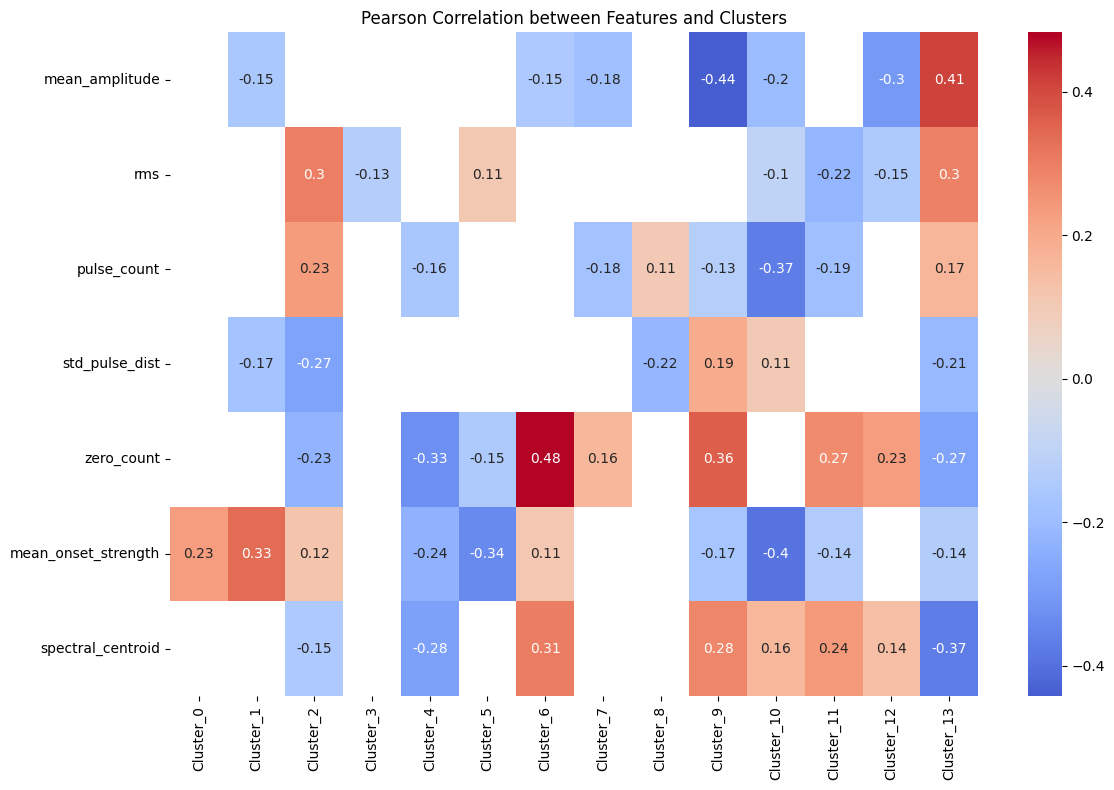 Pearson Correlation between Features and Clusters
mean_amplitude -0.15 -0.15 -0.18 -0.44 -0.2 -0.3 0.41
rms 0.3 -0.13 0.11 -0.1 -0.22 -0.15 0.3
pulse_count 0.23 -0.16 -0.18 0.11 -0.13 -0.37 -0.19 0.17
std_pulse_dist -0.17 -0.27 -0.22 0.19 0.11 -0.21
zero_count -0.23 -0.33 -0.15 0.48 0.16 0.36 0.27 0.23 -0.27
mean_onset_strength 0.23 0.33 0.12 -0.24 -0.34 0.11 -0.17 -0.4 -0.14 -0.14
spectral_centroid -0.15 -0.28 0.31 0.28 0.16 0.24 0.14 -0.37
Cluster_0 Cluster_1 Cluster_2 Cluster_3 Cluster_4 Cluster_5 Cluster_6 Cluster_7 Cluster_8 Cluster_9 Cluster_10 Cluster_11 Cluster_12 Cluster_13
0.4
0.2
0.0
−0.2
−0.4